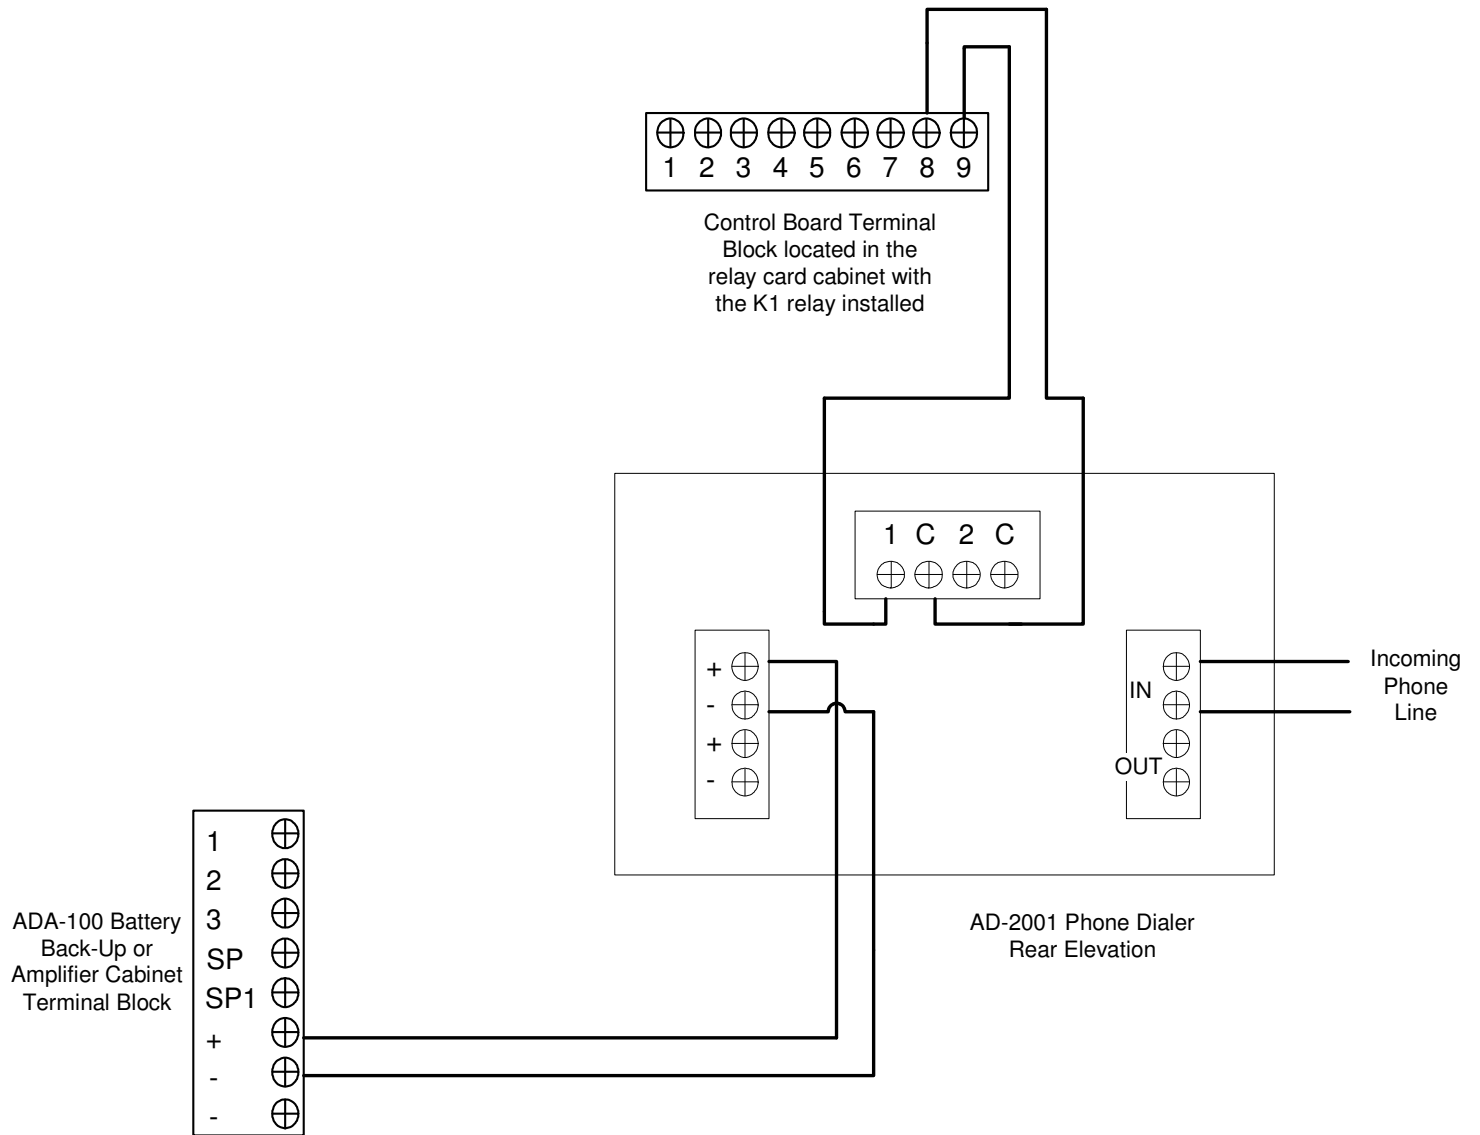 1 2 3 4 5 6 7 8 9
Control Board Terminal
Block located in the
relay card cabinet with
the K1 relay installed
1 C 2 C
+
-
+
-
IN
OUT
Incoming
Phone
Line
AD-2001 Phone Dialer
Rear Elevation
ADA-100 Battery
Back-Up or
Amplifier Cabinet
Terminal Block
1
2
3
SP
SP1
+
-
-